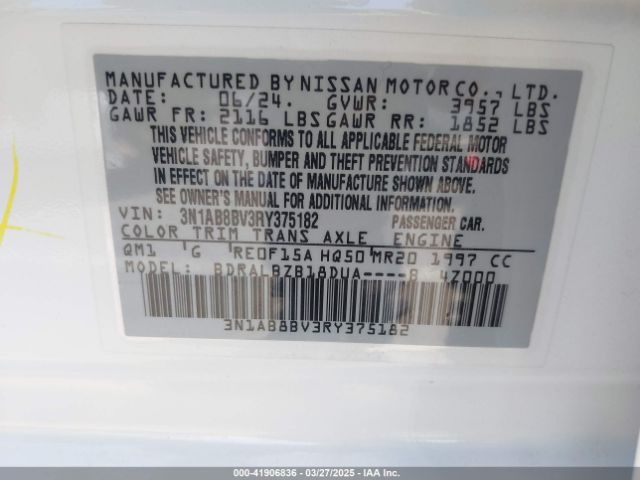 MANUFACTURED BY NISSAN MOTOR CO., LTD.
DATE: 06/24. GVWR: 3957 LBS
GAWR FR: 2116 LBS GAWR RR: 1852 LBS
THIS VEHICLE CONFORMS TO ALL APPLICABLE FEDERAL MOTOR
VEHICLE SAFETY, BUMPER AND THEFT PREVENTION STANDARDS
IN EFFECT ON THE DATE OF MANUFACTURE SHOWN ABOVE.
SEE OWNER'S MANUAL FOR ADDITIONAL INFORMATION.
VIN: 3N1AB8BV3RY375182 PASSENGER CAR.
COLOR TRIM TRANS AXLE ENGINE
QM1 G RE0F15A HQ50 MR20 1997 CC
MODEL: BDRALBZB18DUA----8 4Z000
3N1AB8BV3RY375182
000-41906836 - 03/27/2025 - IAA, Inc.